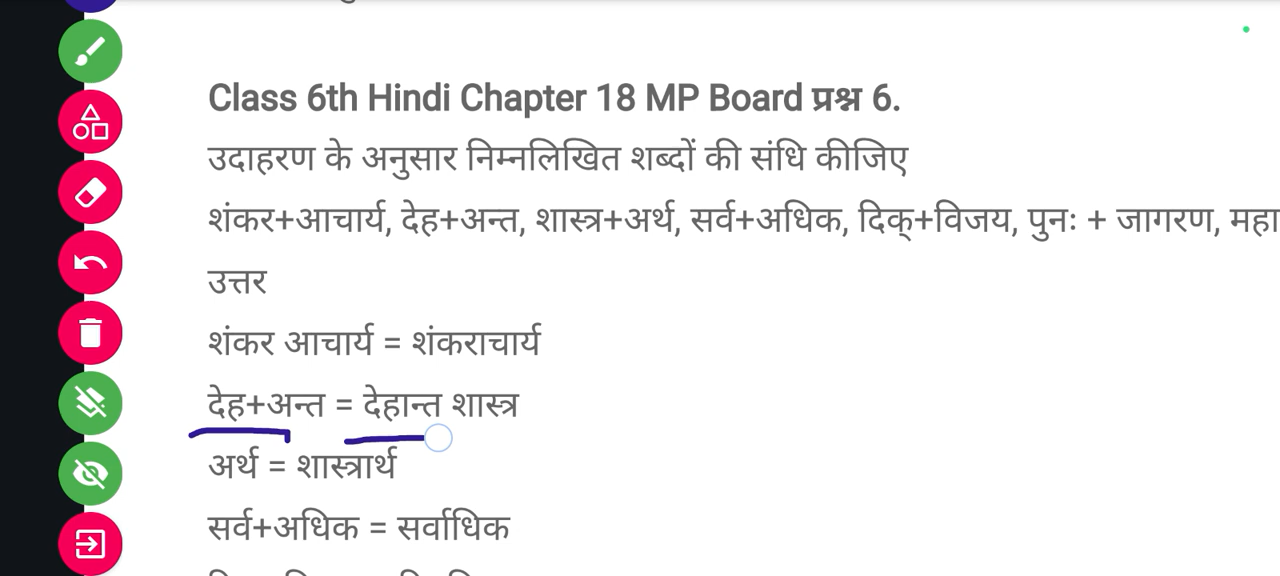 Class 6th Hindi Chapter 18 MP Board प्रश्न 6.
उदाहरण के अनुसार निम्नलिखित शब्दों की संधि कीजिए
शंकर+आचार्य, देह+अन्त, शास्त्र+अर्थ, सर्व+अधिक, दिक्+विजय, पुनः + जागरण, महा
उत्तर
शंकर आचार्य = शंकराचार्य
देह+अन्त = देहान्त शास्त्र
अर्थ = शास्त्रार्थ
सर्व+अधिक = सर्वाधिक